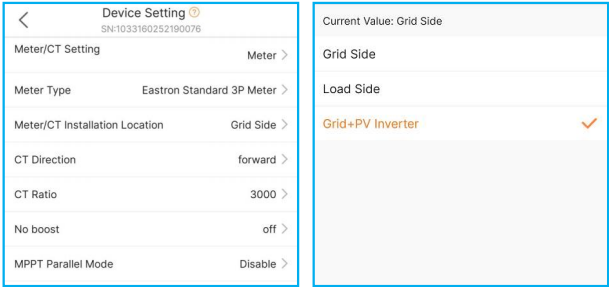 Device Setting ?
SN:1033160252190076
Meter/CT Setting Meter
Meter Type Eastron Standard 3P Meter
Meter/CT Installation Location Grid Side
CT Direction forward
CT Ratio 3000
No boost off
MPPT Parallel Mode Disable
Current Value: Grid Side
Grid Side
Load Side
Grid+PV Inverter